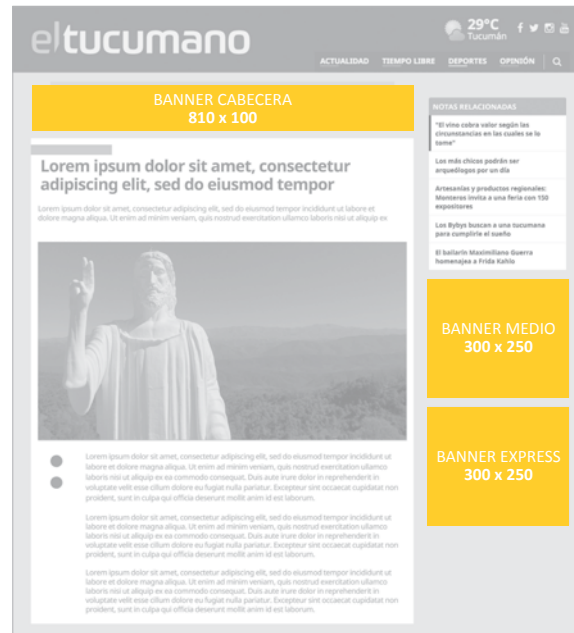 eltucumano
29°C
Tucumán
ACTUALIDAD TIEMPO LIBRE DEPORTES OPINIÓN
BANNER CABECERA
810 x 100
NOTAS RELACIONADAS
"El vino cobra valor según las
circunstancias en las cuales se lo
tome"
Los más chicos podrán ser
arqueólogos por un día
Artesanías y productos regionales:
Monteros invita a una feria con 150
expositores
Los Bybys buscan a una tucumana
para cumplirle el sueño
El bailarín Maximiliano Guerra
homenajea a Frida Kahlo
Lorem ipsum dolor sit amet, consectetur
adipiscing elit, sed do eiusmod tempor
Lorem ipsum dolor sit amet, consectetur adipiscing elit, sed do eiusmod tempor incididunt ut labore et
dolore magna aliqua. Ut enim ad minim veniam, quis nostrud exercitation ullamco laboris nisi ut aliquip ex
BANNER MEDIO
300 x 250
BANNER EXPRESS
300 x 250
Lorem ipsum dolor sit amet, consectetur adipiscing elit, sed do eiusmod tempor incididunt ut
labore et dolore magna aliqua. Ut enim ad minim veniam, quis nostrud exercitation ullamco
laboris nisi ut aliquip ex ea commodo consequat. Duis aute irure dolor in reprehenderit in
voluptate velit esse cillum dolore eu fugiat nulla pariatur. Excepteur sint occaecat cupidatat non
proident, sunt in culpa qui officia deserunt mollit anim id est laborum.
Lorem ipsum dolor sit amet, consectetur adipiscing elit, sed do eiusmod tempor incididunt ut
labore et dolore magna aliqua. Ut enim ad minim veniam, quis nostrud exercitation ullamco
laboris nisi ut aliquip ex ea commodo consequat. Duis aute irure dolor in reprehenderit in
voluptate velit esse cillum dolore eu fugiat nulla pariatur. Excepteur sint occaecat cupidatat non
proident, sunt in culpa qui officia deserunt mollit anim id est laborum.
Lorem ipsum dolor sit amet, consectetur adipiscing elit, sed do eiusmod tempor incididunt ut
labore et dolore magna aliqua. Ut enim ad minim veniam, quis nostrud exercitation ullamco
laboris nisi ut aliquip ex ea commodo consequat. Duis aute irure dolor in reprehenderit in
voluptate velit esse cillum dolore eu fugiat nulla pariatur. Excepteur sint occaecat cupidatat non
proident, sunt in culpa qui officia deserunt mollit anim id est laborum.